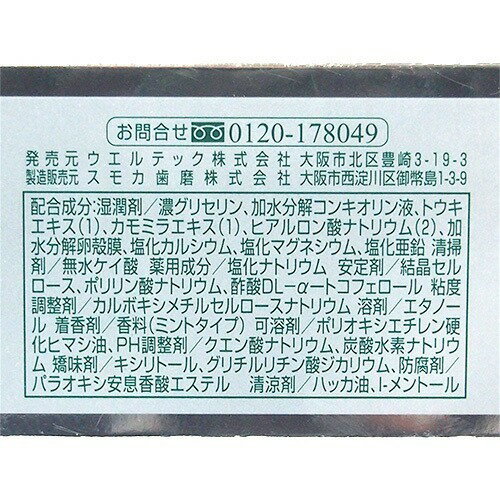 お問合せ 0120-178049
発売元 ウエルテック株式会社 大阪市北区豊崎3-19-3
製造販売元 スモカ歯磨株式会社 大阪市西淀川区御幣島1-3-9
配合成分:湿潤剤/濃グリセリン、加水分解コンキオリン液、トウキ
エキス(1)、カモミラエキス(1)、ヒアルロン酸ナトリウム(2)、加
水分解卵殻膜、塩化カルシウム、塩化マグネシウム、塩化亜鉛 清掃
剤/無水ケイ酸 薬用成分/塩化ナトリウム 安定剤/結晶セル
ロース、ポリリン酸ナトリウム、酢酸DL-α-トコフェロール 粘度
調整剤/カルボキシメチルセルロースナトリウム 溶剤/エタノー
ル 着香剤/香料(ミントタイプ) 可溶剤/ポリオキシエチレン硬
化ヒマシ油、PH調整剤/クエン酸ナトリウム、炭酸水素ナトリウ
ム 矯味剤/キシリトール、グリチルリチン酸ジカリウム、防腐剤/
パラオキシ安息香酸エステル 清涼剤/ハッカ油、l-メントール